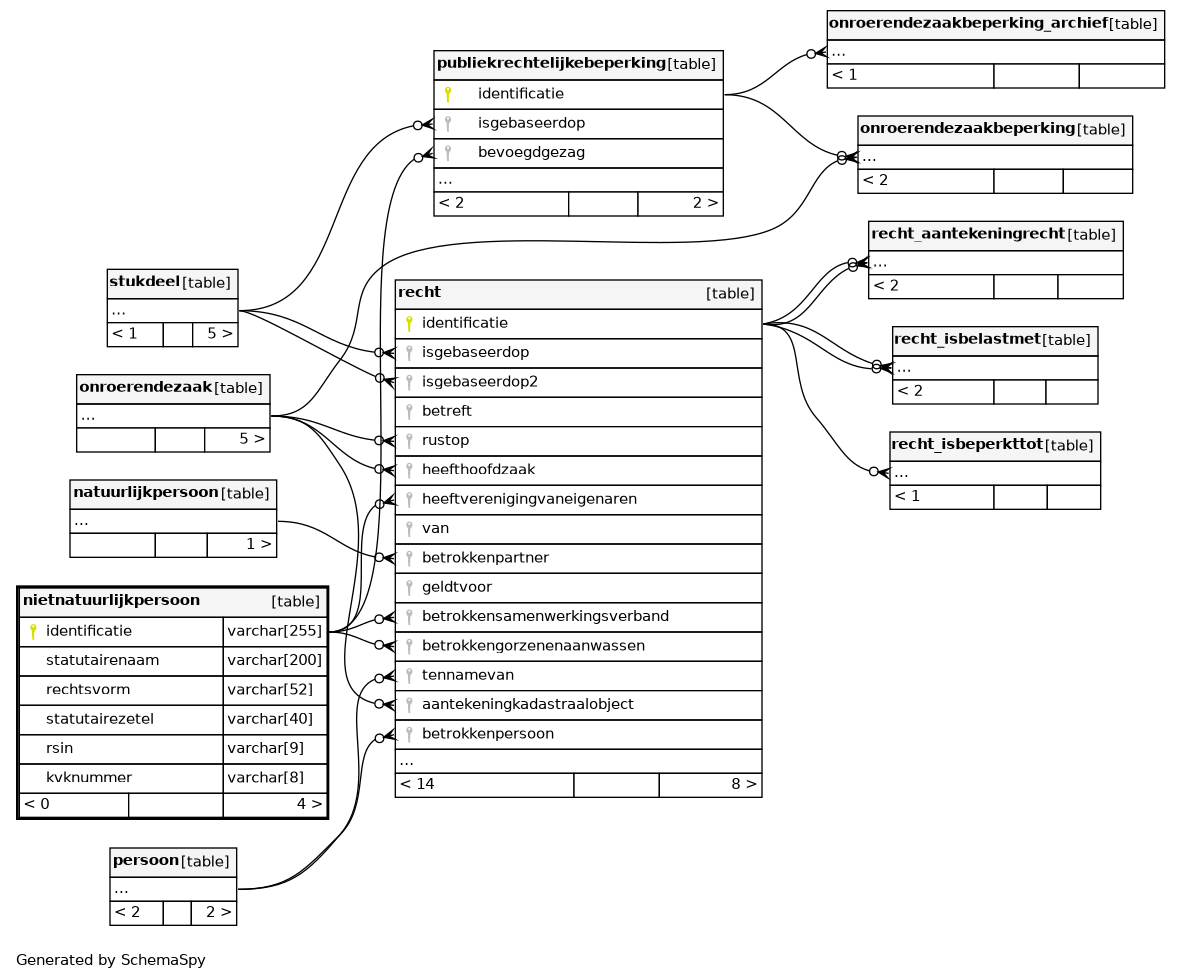 onroerendezaakbeperking_archief [table]
...
< 1
publiekrechtelijkebeperking [table]
identificatie
isgebaseerdop
bevoegdgezag
...
< 2 2 >
onroerendezaakbeperking [table]
...
< 2
recht_aantekeningrecht [table]
...
< 2
stukdeel [table]
...
< 1 5 >
recht [table]
identificatie
isgebaseerdop
isgebaseerdop2
betreft
rustop
heefthoofdzaak
heeftverenigingvaneigenaren
van
betrokkenpartner
geldtvoor
betrokkensamenwerkingsverband
betrokkengorzenenaanwassen
tennamevan
aantekeningkadastraalobject
betrokkenpersoon
...
< 14 8 >
recht_isbelastmet [table]
...
< 2
onroerendezaak [table]
...
5 >
recht_isbeperkttot [table]
...
< 1
natuurlijkpersoon [table]
...
1 >
nietnatuurlijkpersoon [table]
identificatie varchar[255]
statutairenaam varchar[200]
rechtsvorm varchar[52]
statutairezetel varchar[40]
rsin varchar[9]
kvknummer varchar[8]
< 0 4 >
persoon [table]
...
< 2 2 >
Generated by SchemaSpy